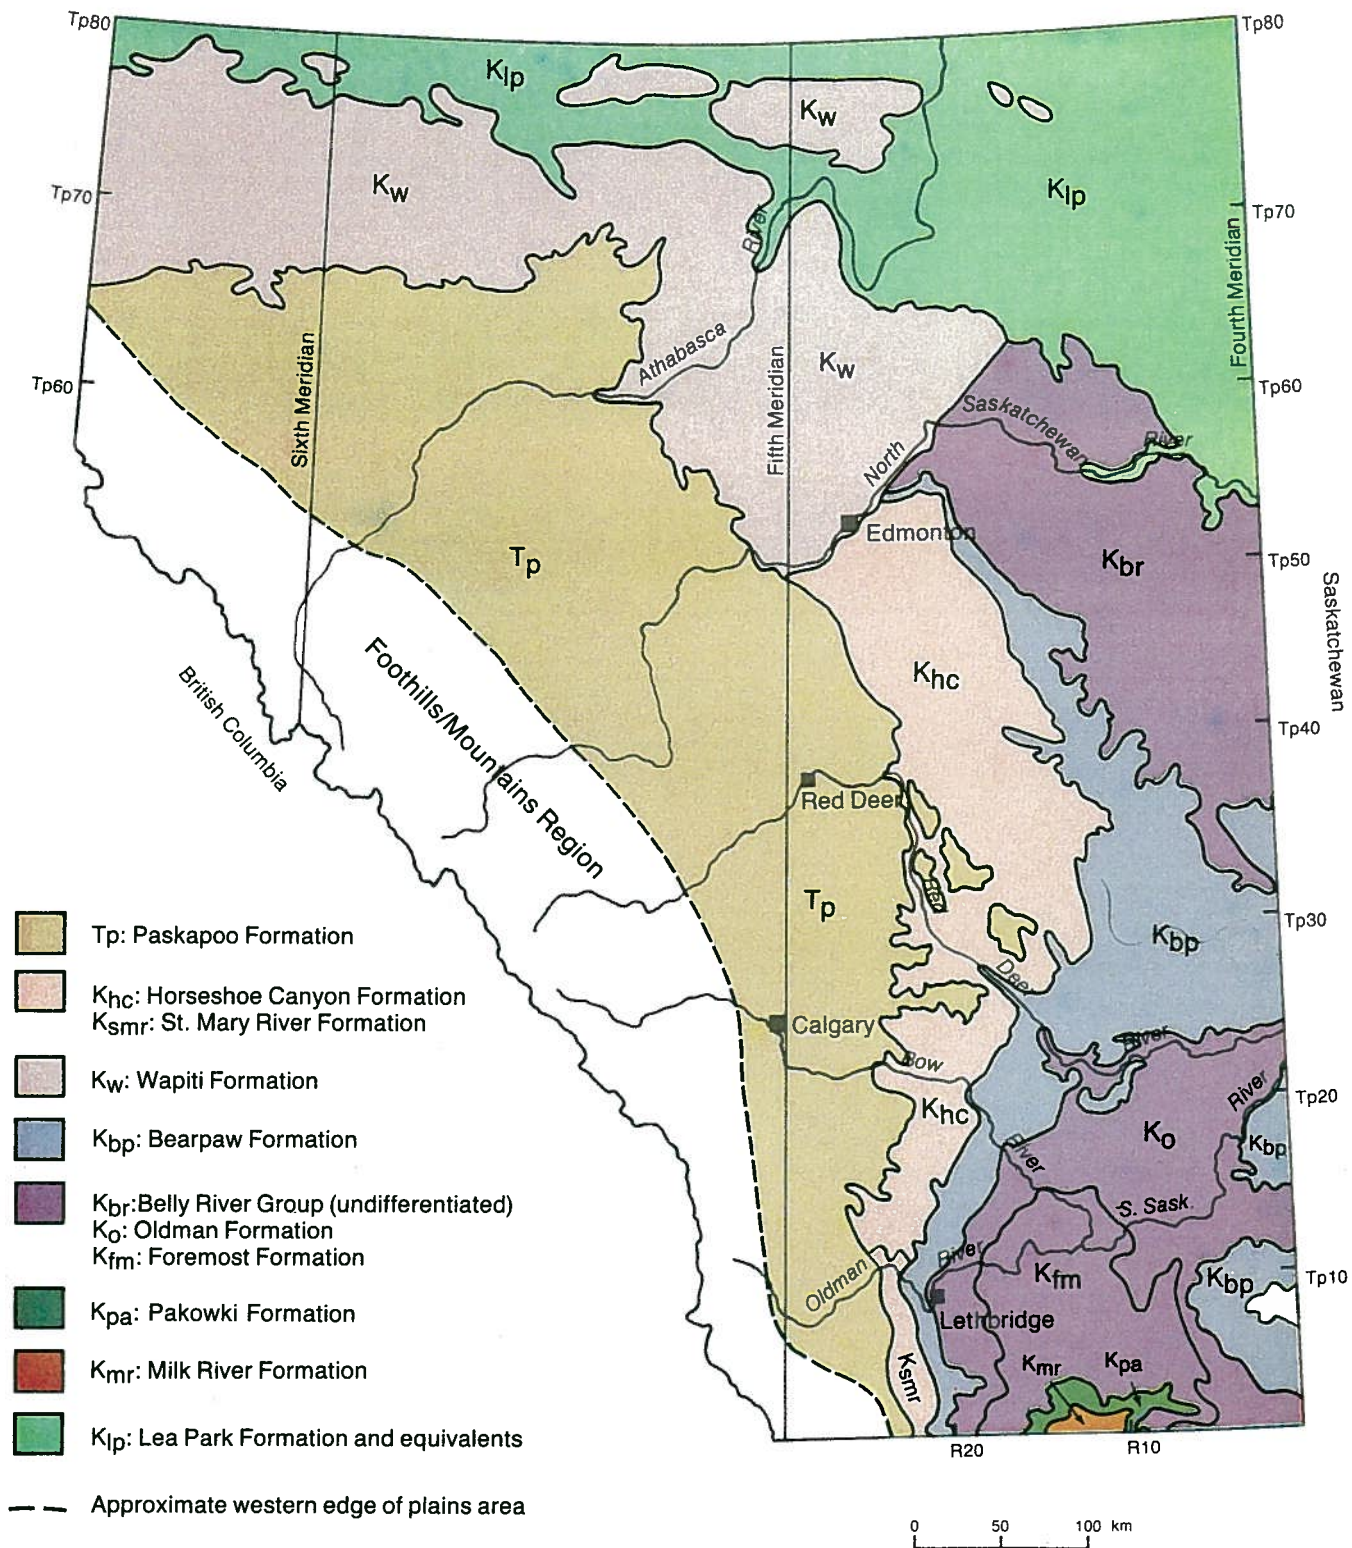 Tp80
Tp80
Klp
Kw
Kw
Klp
Tp70
Tp70
River
Fourth Meridian
Athabasca
Sixth Meridian
Fifth Meridian
Kw
Tp60
Tp60
Saskatchewan
River
North
Edmonton
Tp
Kbr
Tp50
Saskatchewan
Foothills/Mountains Region
British Columbia
Khc
Tp40
Red Deer
Tp
Red
Tp30
Kbp
Deer
Calgary
River
Bow
Khc
River
Tp20
Ko
Kbp
River
S. Sask.
River
Oldman
Kfm
Kbp
Tp10
Lethbridge
Ksmr
Kmr
Kpa
R20
R10
Tp: Paskapoo Formation
Khc: Horseshoe Canyon Formation
Ksmr: St. Mary River Formation
Kw: Wapiti Formation
Kbp: Bearpaw Formation
Kbr:Belly River Group (undifferentiated)
Ko: Oldman Formation
Kfm: Foremost Formation
Kpa: Pakowki Formation
Kmr: Milk River Formation
Klp: Lea Park Formation and equivalents
Approximate western edge of plains area
0 50 100 km